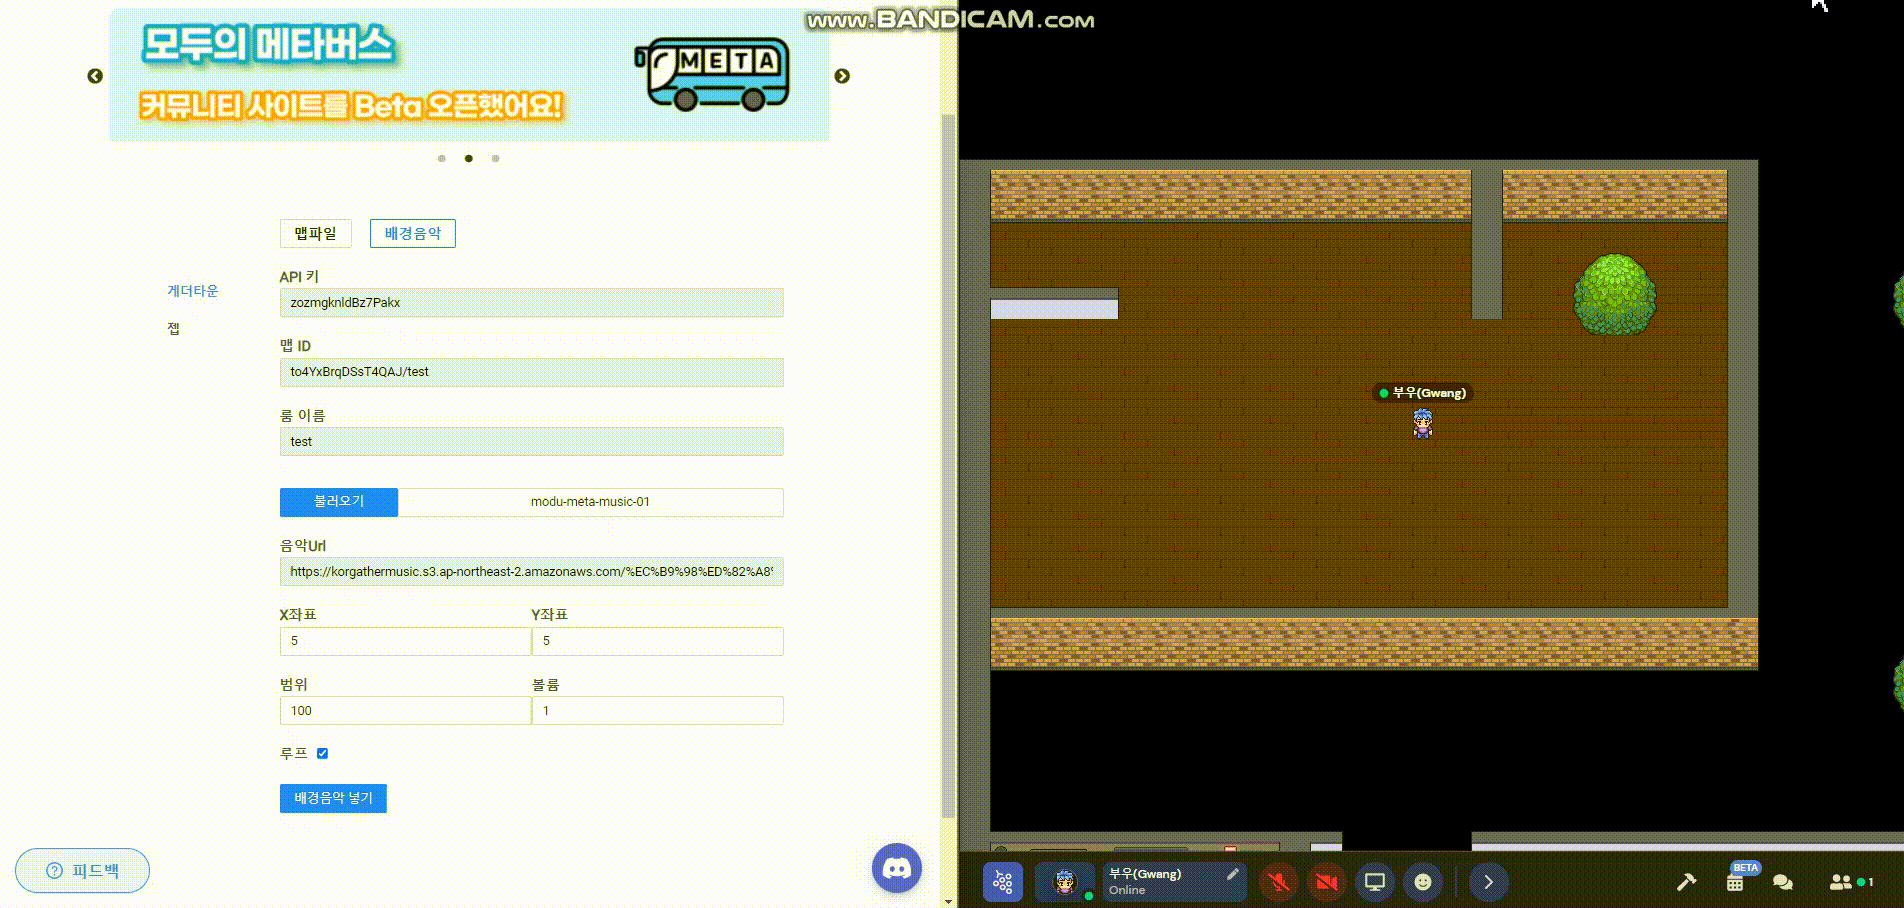 www.BANDICAM.com
모두의 메타버스
커뮤니티 사이트를 Beta 오픈했어요!
META
맵파일
배경음악
게더타운
젭
API 키
zozmgknldBz7Pakx
맵 ID
to4YxBrqDSsT4QAJ/test
룸 이름
test
불러오기
modu-meta-music-01
음악Url
https://korgathermusic.s3.ap-northeast-2.amazonaws.com/%EC%B9%98%ED%82%A8%
X좌표
Y좌표
5
5
범위
볼륨
100
1
루프
배경음악 넣기
피드백
부우(Gwang)
부우(Gwang)
Online
BETA
1